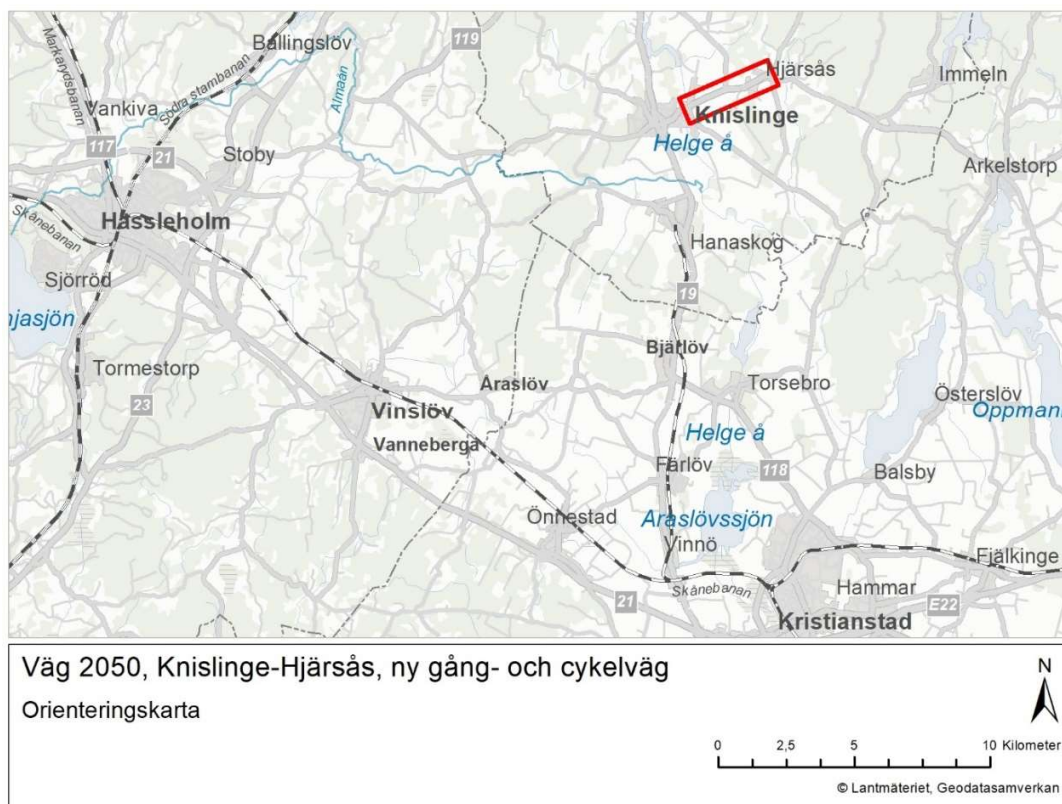 Ballingslöv
119
Hjärsås
Immeln
Markarydsbanan
Almaån
Södra stambanan
Vankiva
Knislinge
117
21
Stoby
Helge å
Arkelstorp
Skånebanan
Hässleholm
Hanaskog
Sjörröd
19
njasjön
Bjärlöv
Tormestorp
Araslöv
Torsebro
23
Österslöv
Vinslöv
Oppmann
Vanneberga
Helge å
Färlöv
118
Balsby
Önnestad
Araslövssjön
Vinnö
Fjälkinge
Skånebanan
Hammar
21
E22
Kristianstad
Väg 2050, Knislinge-Hjärsås, ny gång- och cykelväg
Orienteringskarta
N
0 2,5 5 10 Kilometer
© Lantmäteriet, Geodatasamverkan